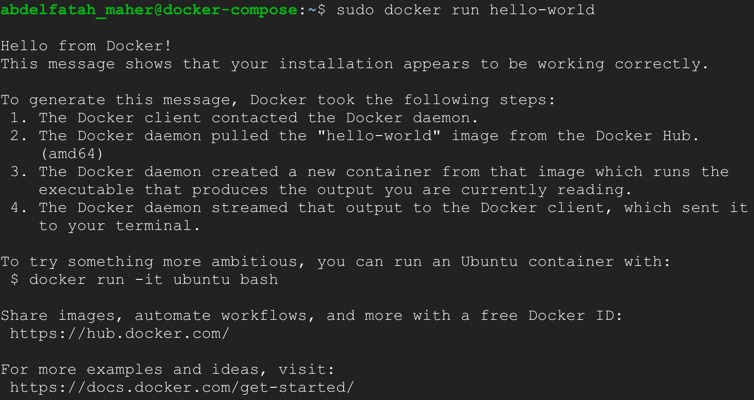 abdelfatah_maher@docker-compose:~$ sudo docker run hello-world
Hello from Docker!
This message shows that your installation appears to be working correctly.
To generate this message, Docker took the following steps:
1. The Docker client contacted the Docker daemon.
2. The Docker daemon pulled the "hello-world" image from the Docker Hub.
(amd64)
3. The Docker daemon created a new container from that image which runs the
executable that produces the output you are currently reading.
4. The Docker daemon streamed that output to the Docker client, which sent it
to your terminal.
To try something more ambitious, you can run an Ubuntu container with:
$ docker run -it ubuntu bash
Share images, automate workflows, and more with a free Docker ID:
https://hub.docker.com/
For more examples and ideas, visit:
https://docs.docker.com/get-started/